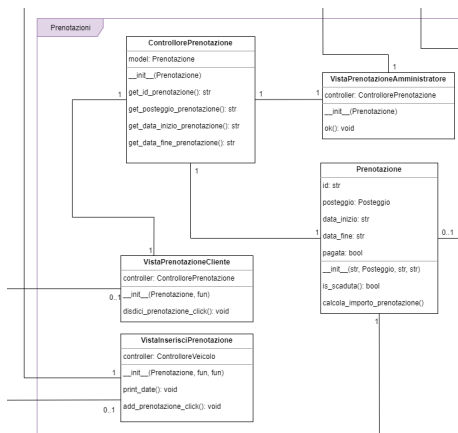 Prenotazioni
ControllorePrenotazione
model: Prenotazione
__init__(Prenotazione)
get_id_prenotazione(): str
get_posteggio_prenotazione(): str
get_data_inizio_prenotazione(): str
get_data_fine_prenotazione(): str
1
1
1
1
1
VistaPrenotazioneAmministratore
controller: ControllorePrenotazione
__init__(Prenotazione)
ok(): void
Prenotazione
id: str
posteggio: Posteggio
data_inizio: str
data_fine: str
pagata: bool
__init__(str, Posteggio, str, str)
is_scaduta(): bool
calcola_importo_prenotazione()
1
0..1
1
1
VistaPrenotazioneCliente
controller: ControllorePrenotazione
__init__(Prenotazione, fun)
disdici_prenotazione_click(): void
0..1
VistaInserisciPrenotazione
controller: ControlloreVeicolo
__init__(Prenotazione, fun, fun)
print_date(): void
add_prenotazione_click(): void
1
0..1